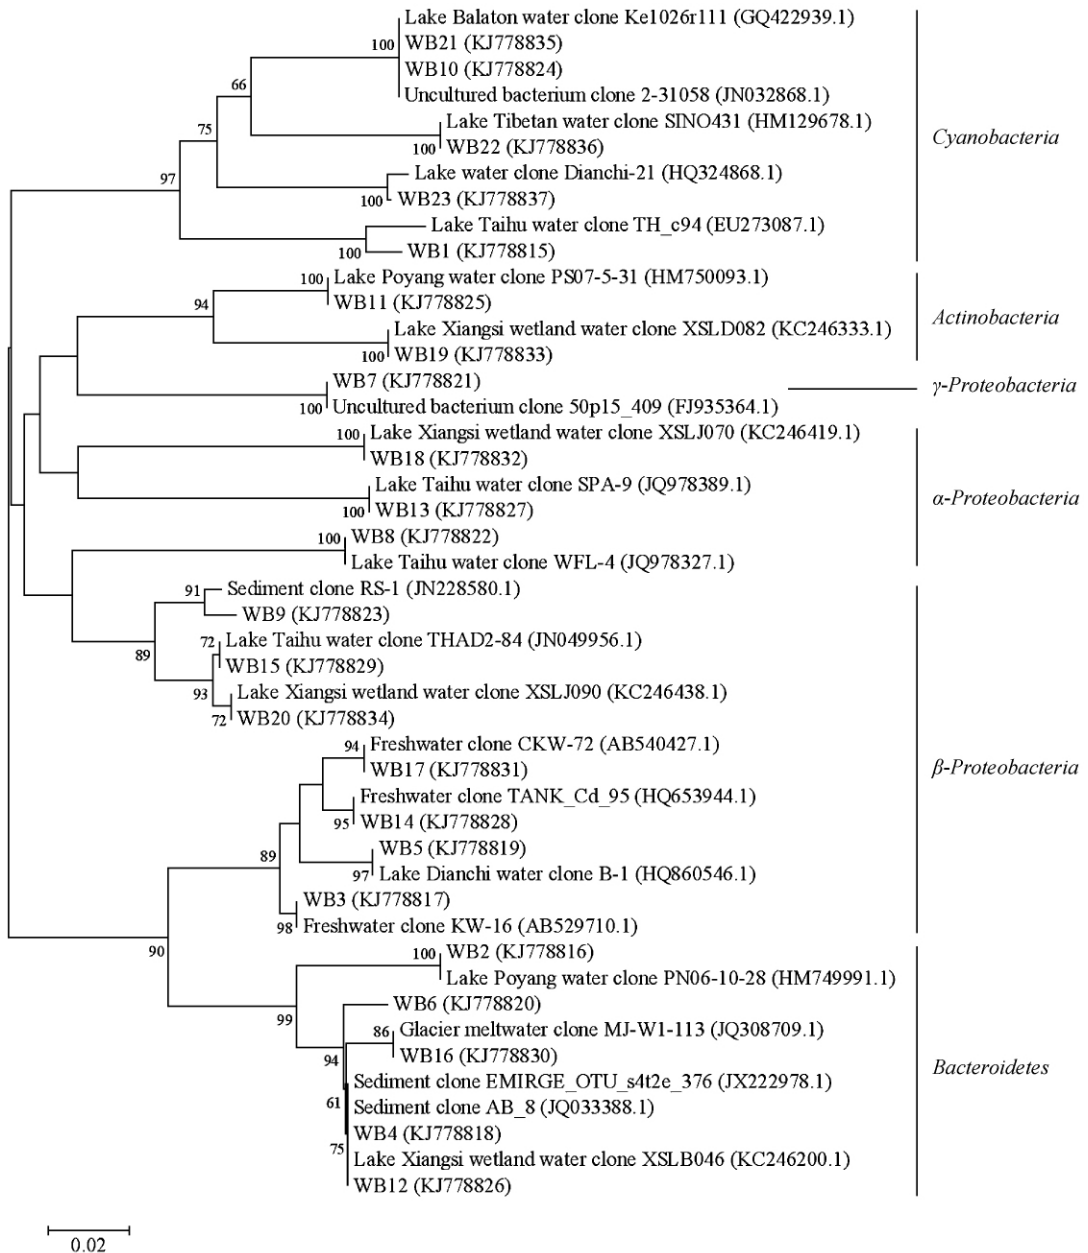 Lake Balaton water clone Ke1026r111 (GQ422939.1)
100
WB21 (KJ778835)
WB10 (KJ778824)
66
Uncultured bacterium clone 2-31058 (JN032868.1)
Lake Tibetan water clone SINO431 (HM129678.1)
75
Cyanobacteria
100
WB22 (KJ778836)
Lake water clone Dianchi-21 (HQ324868.1)
97
100
WB23 (KJ778837)
Lake Taihu water clone TH_c94 (EU273087.1)
100
WB1 (KJ778815)
100
Lake Poyang water clone PS07-5-31 (HM750093.1)
94
WB11 (KJ778825)
Actinobacteria
Lake Xiangsi wetland water clone XSLD082 (KC246333.1)
100
WB19 (KJ778833)
WB7 (KJ778821)
γ-Proteobacteria
100
Uncultured bacterium clone 50p15_409 (FJ935364.1)
100
Lake Xiangsi wetland water clone XSLJ070 (KC246419.1)
WB18 (KJ778832)
Lake Taihu water clone SPA-9 (JQ978389.1)
α-Proteobacteria
100
WB13 (KJ778827)
100
WB8 (KJ778822)
Lake Taihu water clone WFL-4 (JQ978327.1)
91
Sediment clone RS-1 (JN228580.1)
WB9 (KJ778823)
72
Lake Taihu water clone THAD2-84 (JN049956.1)
89
WB15 (KJ778829)
93
Lake Xiangsi wetland water clone XSLJ090 (KC246438.1)
72
WB20 (KJ778834)
94
Freshwater clone CKW-72 (AB540427.1)
WB17 (KJ778831)
β-Proteobacteria
Freshwater clone TANK_Cd_95 (HQ653944.1)
95
WB14 (KJ778828)
WB5 (KJ778819)
89
97
Lake Dianchi water clone B-1 (HQ860546.1)
WB3 (KJ778817)
98
Freshwater clone KW-16 (AB529710.1)
90
100
WB2 (KJ778816)
Lake Poyang water clone PN06-10-28 (HM749991.1)
WB6 (KJ778820)
99
86
Glacier meltwater clone MJ-W1-113 (JQ308709.1)
94
WB16 (KJ778830)
Bacteroidetes
Sediment clone EMIRGE_OTU_s4t2e_376 (JX222978.1)
61
Sediment clone AB_8 (JQ033388.1)
WB4 (KJ778818)
75
Lake Xiangsi wetland water clone XSLB046 (KC246200.1)
WB12 (KJ778826)
0.02